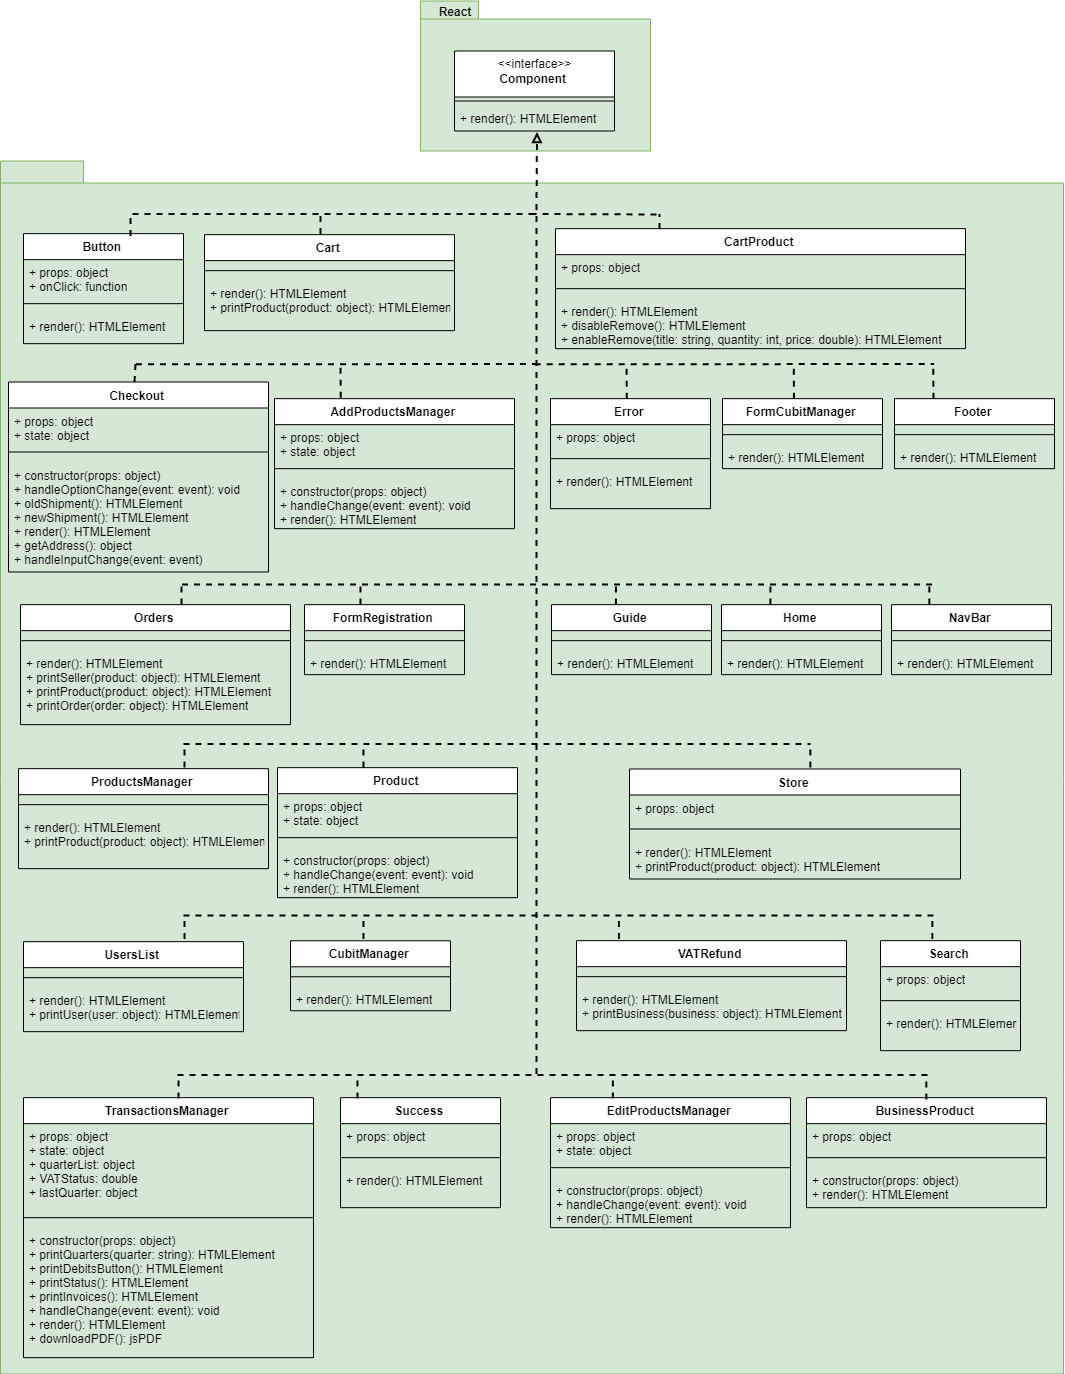 React
<<interface>>
Component
+ render(): HTMLElement
Button
+ props: object
+ onClick: function
+ render(): HTMLElement
Cart
+ render(): HTMLElement
+ printProduct(product: object): HTMLElemen
CartProduct
+ props: object
+ render(): HTMLElement
+ disableRemove(): HTMLElement
+ enableRemove(title: string, quantity: int, price: double): HTMLElement
Checkout
+ props: object
+ state: object
+ constructor(props: object)
+ handleOptionChange(event: event): void
+ oldShipment(): HTMLElement
+ newShipment(): HTMLElement
+ render(): HTMLElement
+ getAddress(): object
+ handleInputChange(event: event)
AddProductsManager
+ props: object
+ state: object
+ constructor(props: object)
+ handleChange(event: event): void
+ render(): HTMLElement
Error
+ props: object
+ render(): HTMLElement
FormCubitManager
+ render(): HTMLElement
Footer
+ render(): HTMLElement
Orders
+ render(): HTMLElement
+ printSeller(product: object): HTMLElement
+ printProduct(product: object): HTMLElement
+ printOrder(order: object): HTMLElement
FormRegistration
+ render(): HTMLElement
Guide
+ render(): HTMLElement
Home
+ render(): HTMLElement
NavBar
+ render(): HTMLElement
ProductsManager
+ render(): HTMLElement
+ printProduct(product: object): HTMLElemen
Product
+ props: object
+ state: object
+ constructor(props: object)
+ handleChange(event: event): void
+ render(): HTMLElement
Store
+ props: object
+ render(): HTMLElement
+ printProduct(product: object): HTMLElement
UsersList
+ render(): HTMLElement
+ printUser(user: object): HTMLElement
CubitManager
+ render(): HTMLElement
VATRefund
+ render(): HTMLElement
+ printBusiness(business: object): HTMLElement
Search
+ props: object
+ render(): HTMLElemer
TransactionsManager
+ props: object
+ state: object
+ quarterList: object
+ VATStatus: double
+ lastQuarter: object
+ constructor(props: object)
+ printQuarters(quarter: string): HTMLElement
+ printDebitsButton(): HTMLElement
+ printStatus(): HTMLElement
+ printInvoices(): HTMLElement
+ handleChange(event: event): void
+ render(): HTMLElement
+ downloadPDF(): jsPDF
Success
+ props: object
+ render(): HTMLElement
EditProductsManager
+ props: object
+ state: object
+ constructor(props: object)
+ handleChange(event: event): void
+ render(): HTMLElement
BusinessProduct
+ props: object
+ constructor(props: object)
+ render(): HTMLElement